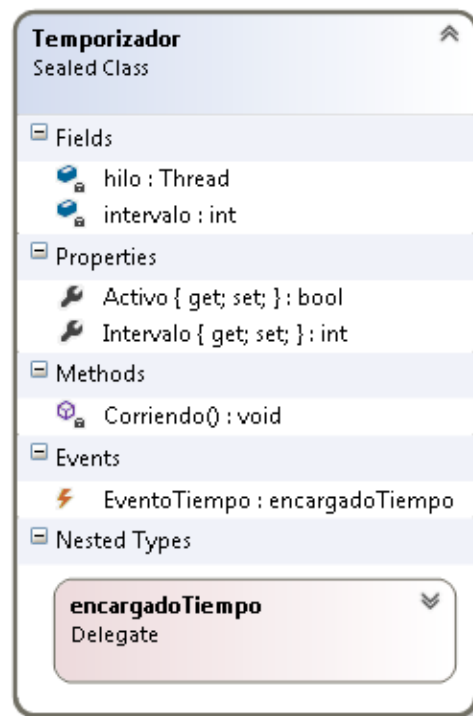 Temporizador
Sealed Class
Fields
hilo : Thread
intervalo : int
Properties
Activo { get; set; } : bool
Intervalo { get; set; } : int
Methods
Corriendo() : void
Events
EventoTiempo : encargadoTiempo
Nested Types
encargadoTiempo
Delegate